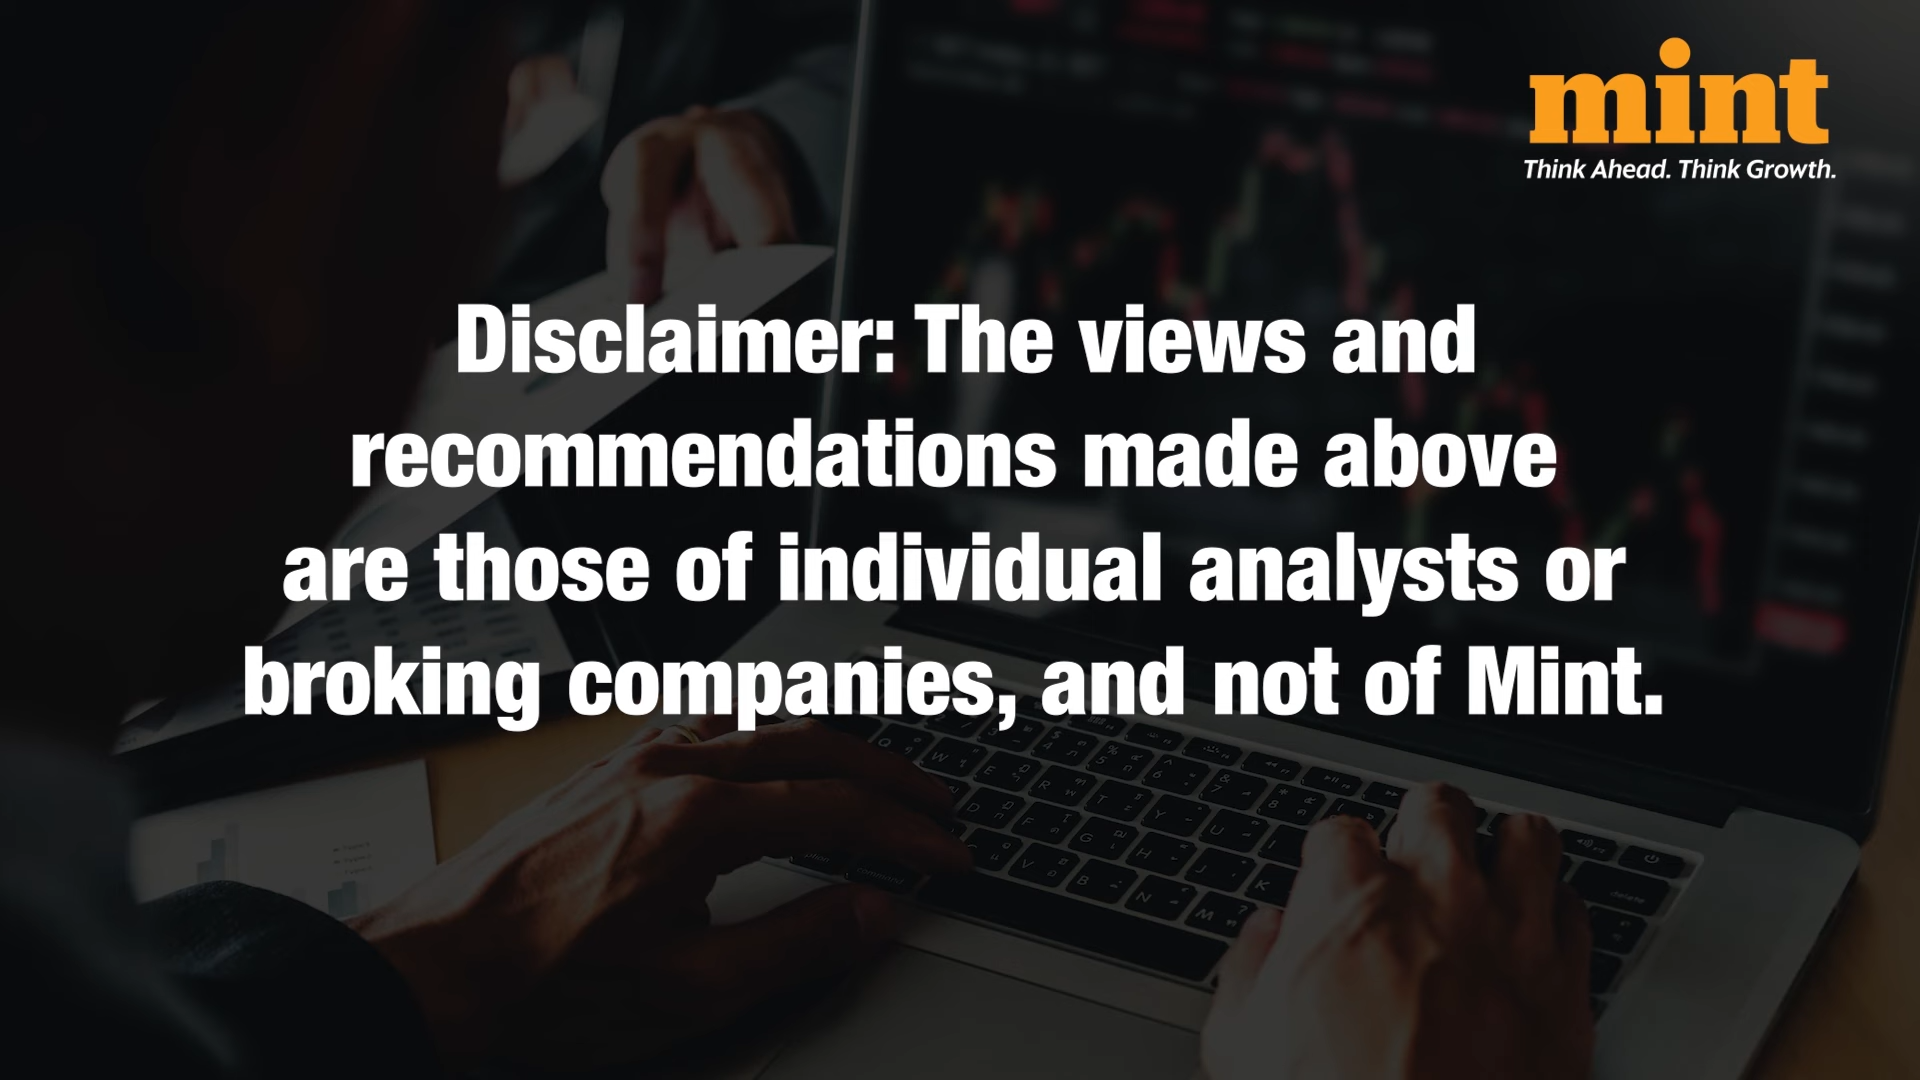 mint
Think Ahead. Think Growth.
Disclaimer: The views and
recommendations made above
are those of individual analysts or
broking companies, and not of Mint.